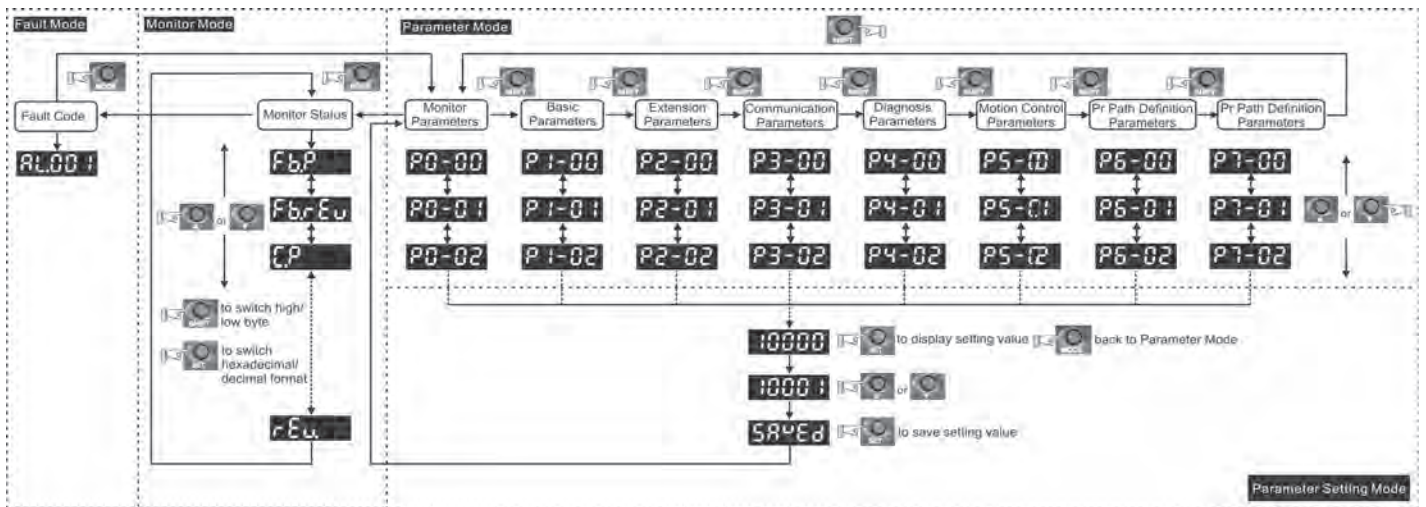 Fault Mode
Monitor Mode
Parameter Mode
SHIFT
Fault Code
Monitor Status
Monitor Parameters
Basic Parameters
Extension Parameters
Communication Parameters
Diagnosis Parameters
Motion Control Parameters
Pr Path Definition Parameters
Pr Path Definition Parameters
AL.001
Fb.P
P0-00
P1-00
P2-00
P3-00
P4-00
P5-00.
P6-00
P7-00
or
Fb.rEu
P0-01
P1-01
P2-01
P3-01
P4-01
P5-0.1
P6-01
P7-01
or
C.P
P0-02
P1-02
P2-02
P3-02
P4-02
P5-0.2
P6-02
P7-02
to switch high/
low byte
to switch
hexadecimal/
decimal format
10000
to display setting value
back to Parameter Mode
10001
or
rEu.
SAVEd
to save setting value
Parameter Setting Mode